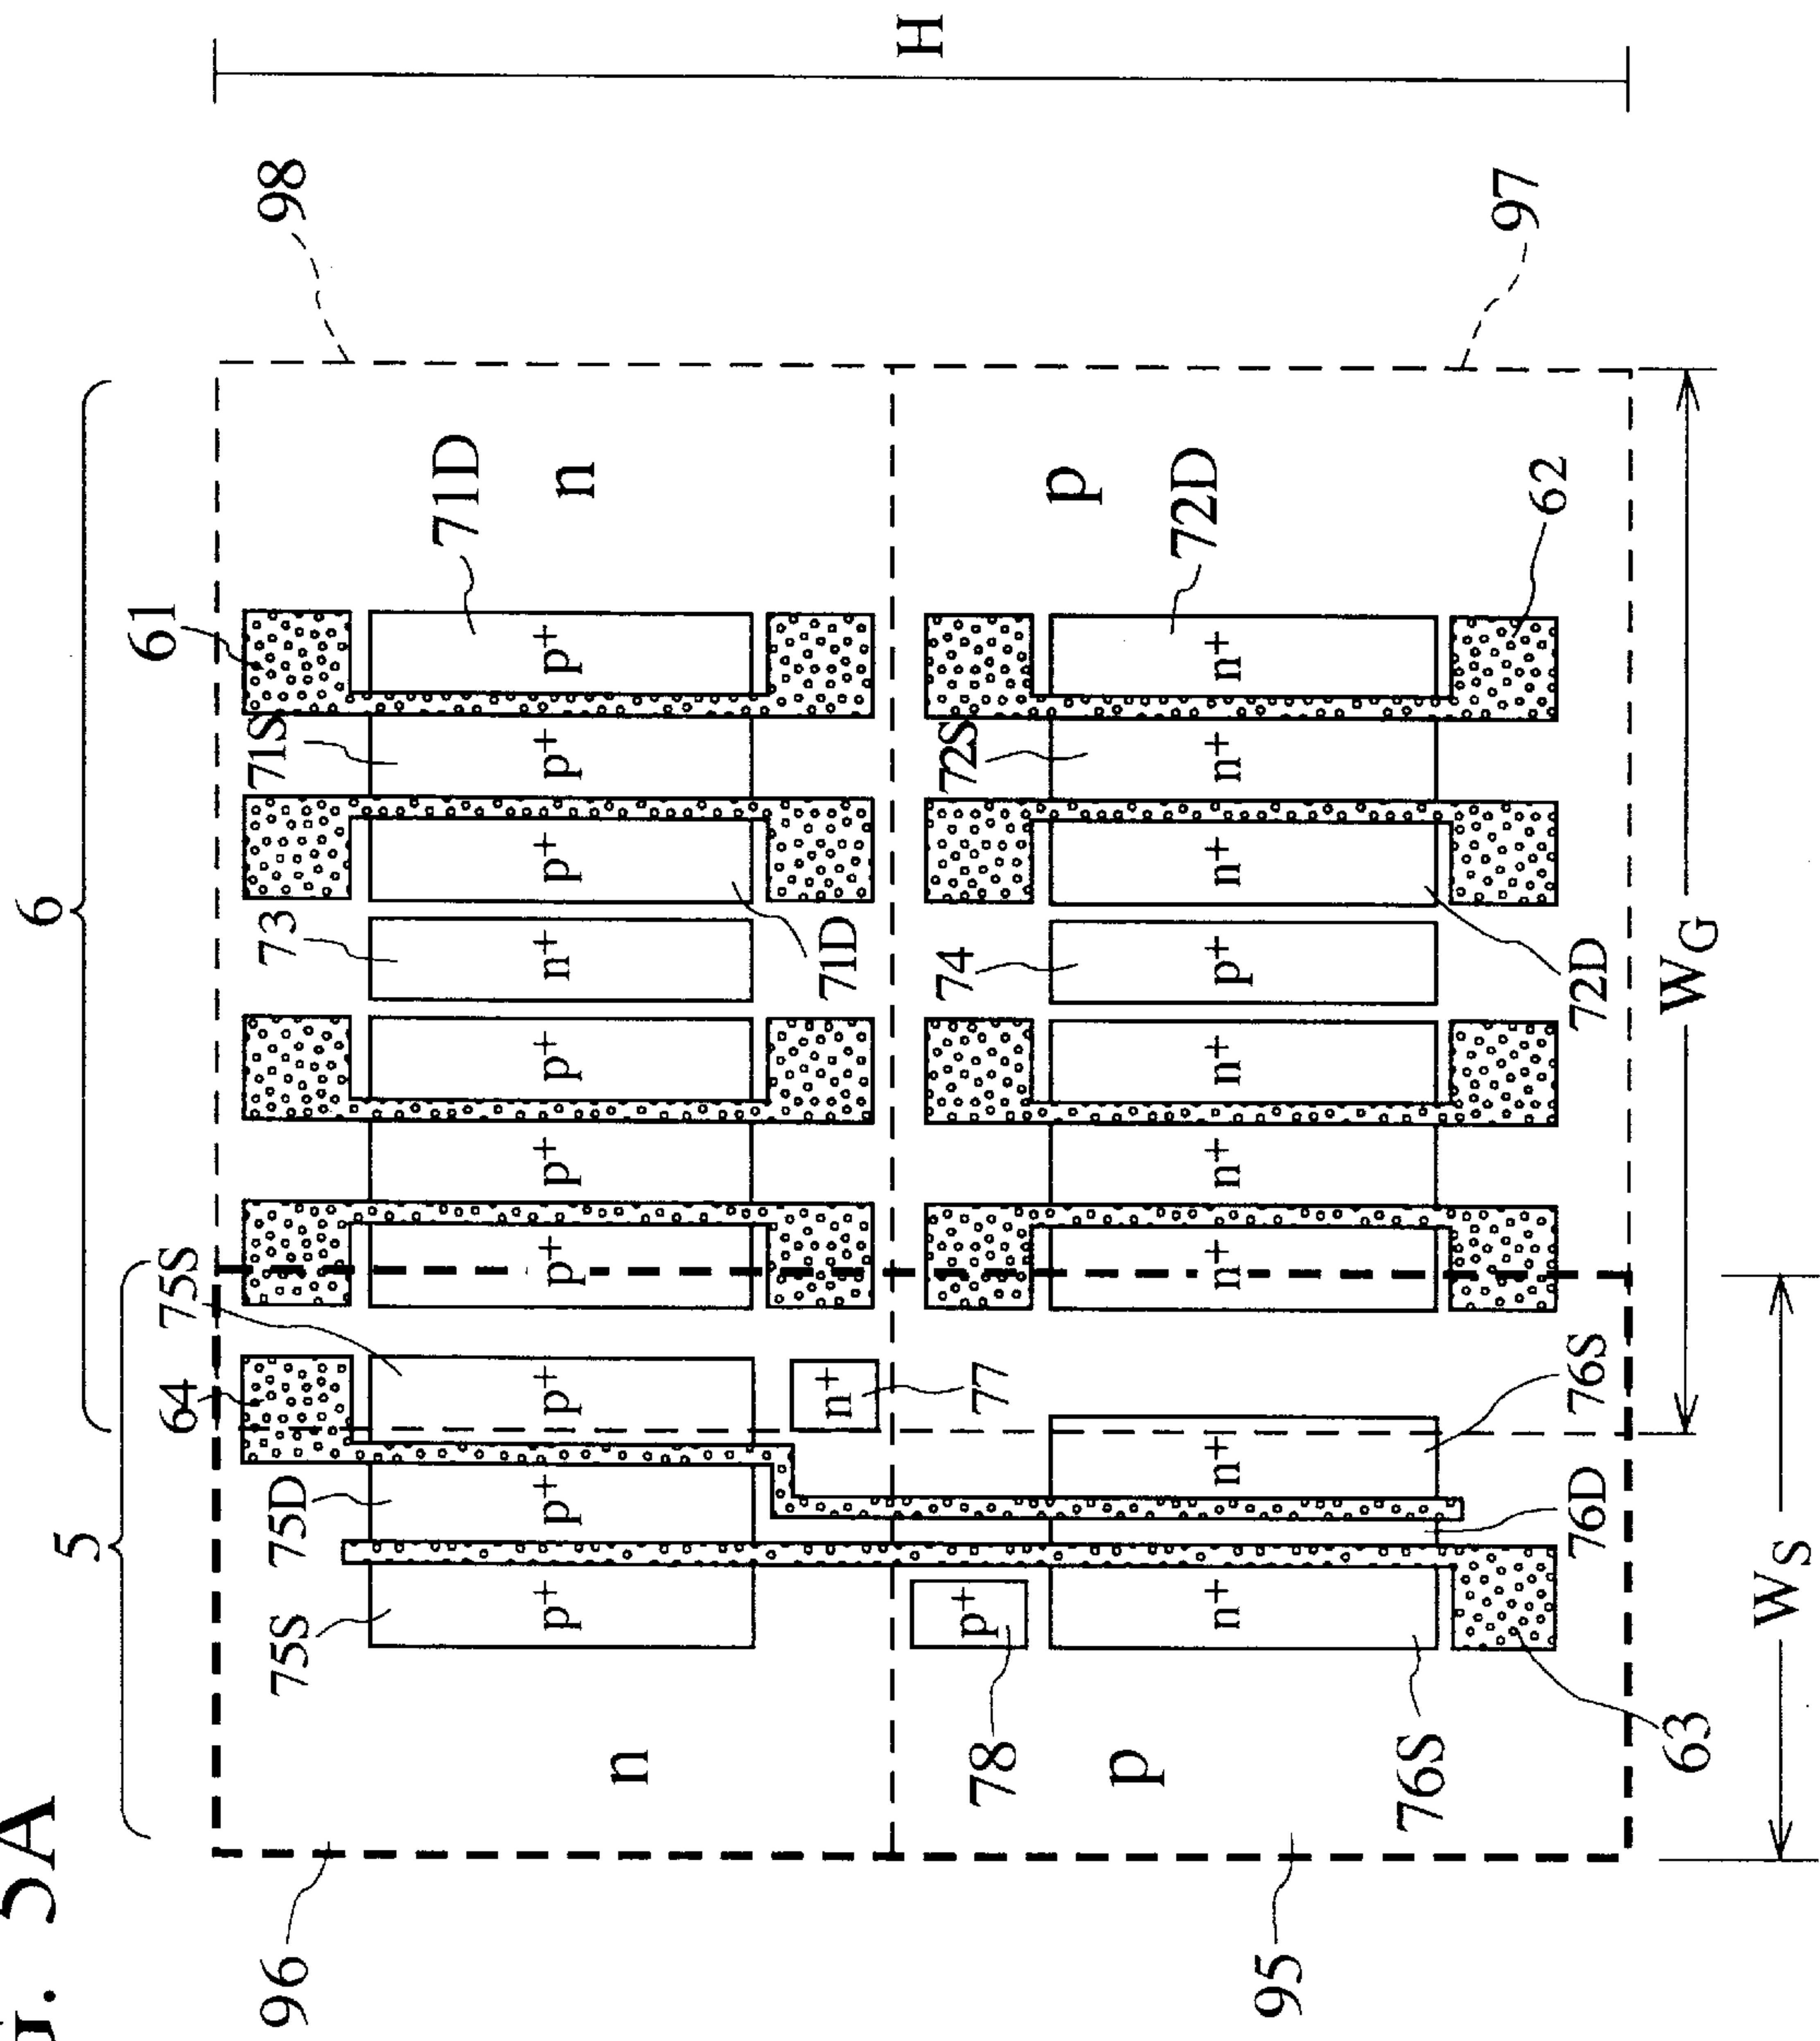 5A
6
5
64
75S
61
96
75S
75D
71S
73
98
71D
p+ p+ p+ p+ p+ p+ n+ p+ p+ p+
n
n
n+
71D
H
p+
78
77
74
72S
p
p
72D
n+ n+ n+ n+ n+ p+ n+ n+ n+
95
76S
97
62
76D
76S
72D
63
WG
WS